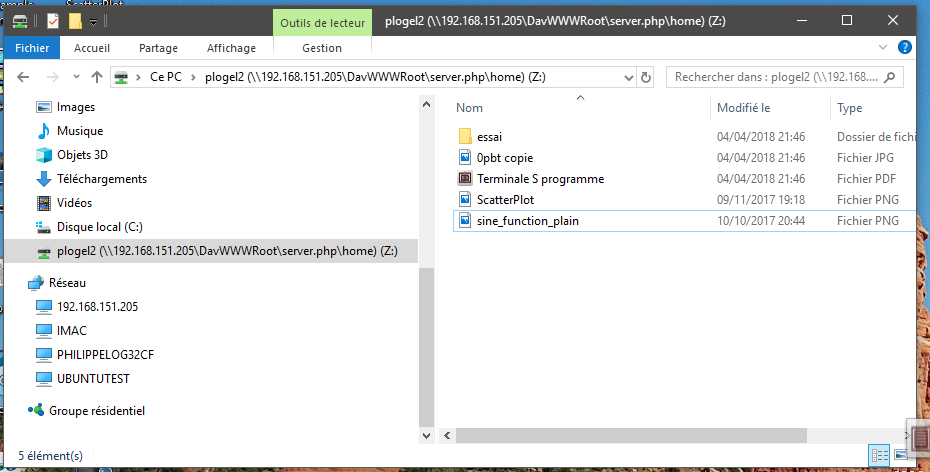 ScatterPlot
Outils de lecteur
plogel2 (\\192.168.151.205\DavWWWRoot\server.php\home) (Z:)
Fichier Accueil Partage Affichage Gestion
Ce PC plogel2 (\\192.168.151.205\DavWWWRoot\server.php\home) (Z:)
Rechercher dans : plogel2 (\\192.168....
Images
Musique
Objets 3D
Téléchargements
Vidéos
Disque local (C:)
plogel2 (\\192.168.151.205\DavWWWRoot\server.php\home) (Z:)
Réseau
192.168.151.205
IMAC
PHILIPPELOG32CF
UBUNTUTEST
Groupe résidentiel
Nom Modifié le Type
essai 04/04/2018 21:46 Dossier de fichi
0pbt copie 04/04/2018 21:46 Fichier JPG
Terminale S programme 04/04/2018 21:46 Fichier PDF
ScatterPlot 09/11/2017 19:18 Fichier PNG
sine_function_plain 10/10/2017 20:44 Fichier PNG
5 élément(s)